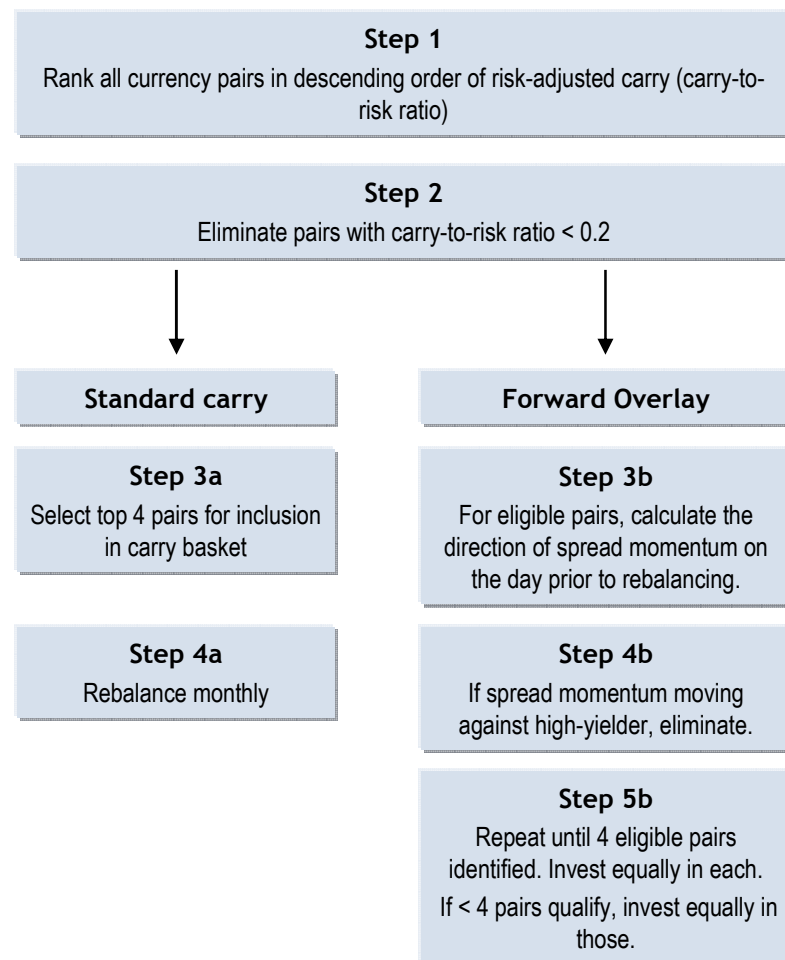 Step 1
Rank all currency pairs in descending order of risk-adjusted carry (carry-to-
risk ratio)
Step 2
Eliminate pairs with carry-to-risk ratio < 0.2
Standard carry
Step 3a
Select top 4 pairs for inclusion
in carry basket
Step 4a
Rebalance monthly
Forward Overlay
Step 3b
For eligible pairs, calculate the
direction of spread momentum on
the day prior to rebalancing.
Step 4b
If spread momentum moving
against high-yielder, eliminate.
Step 5b
Repeat until 4 eligible pairs
identified. Invest equally in each.
If < 4 pairs qualify, invest equally in
those.